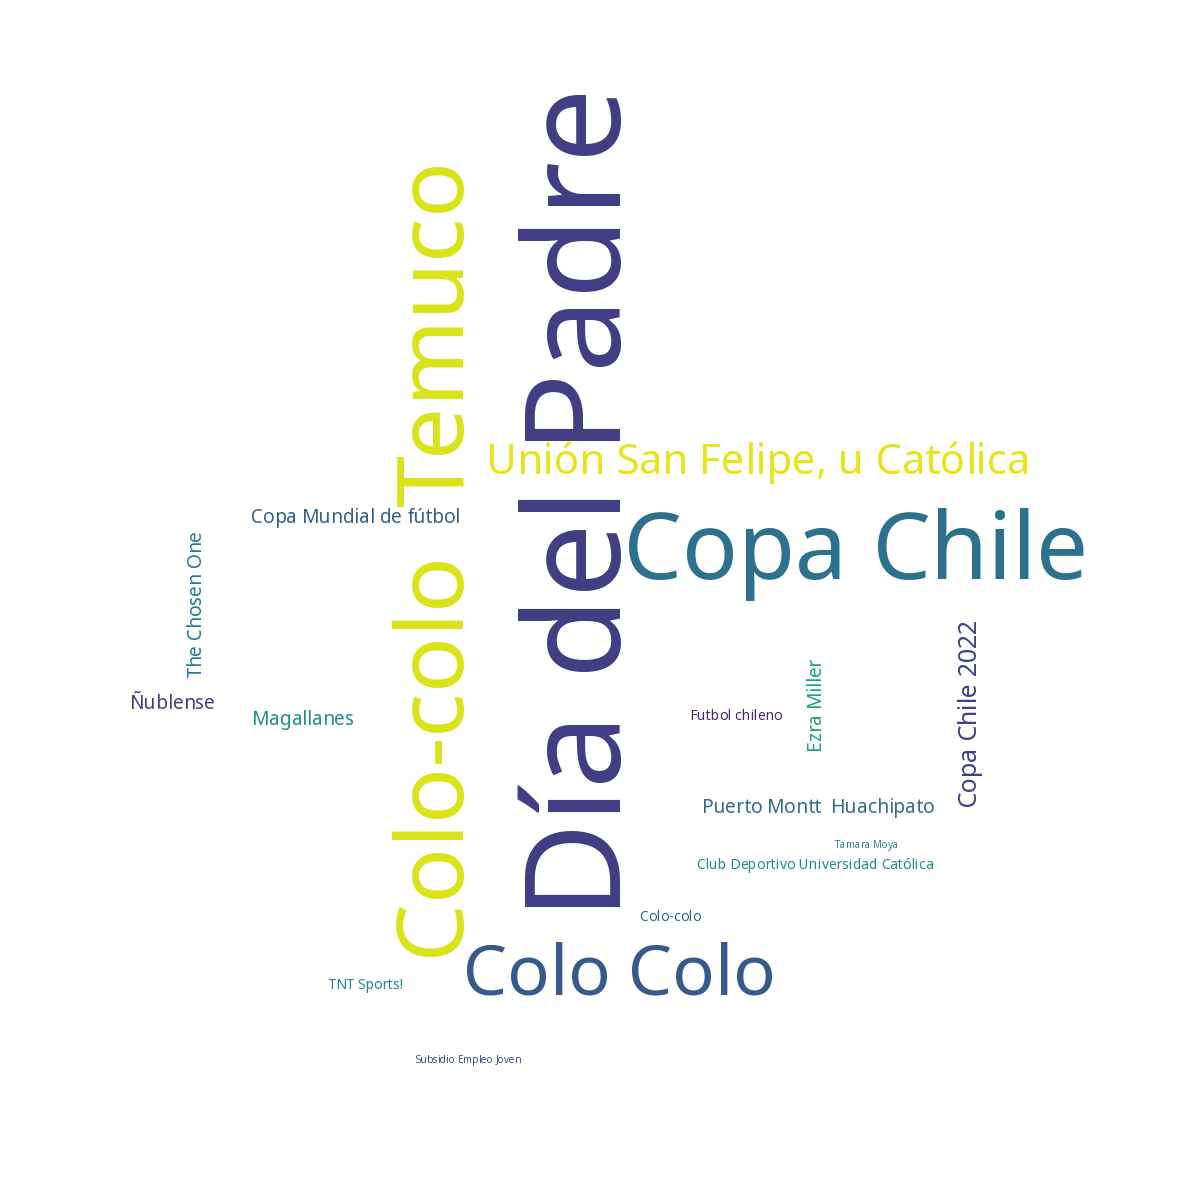 Día del Padre
Colo-colo  Temuco
Unión San Felipe, u Católica
Copa Mundial de fútbol
Copa Chile
The Chosen One
Copa Chile 2022
Ezra Miller
Ñublense
Magallanes
Futbol chileno
Puerto Montt  Huachipato
Tamara Moya
Club Deportivo Universidad Católica
Colo-colo
Colo Colo
TNT Sports!
Subsidio Empleo Joven